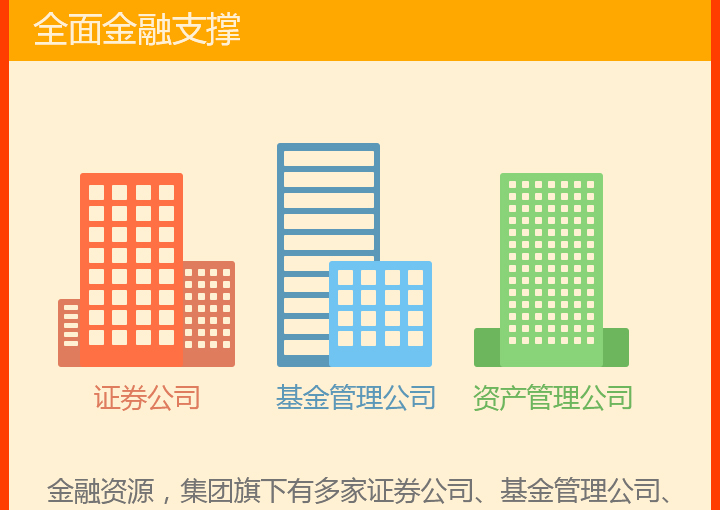 全面金融支撑
证券公司
基金管理公司
资产管理公司
金融资源，集团旗下有多家证券公司、基金管理公司、